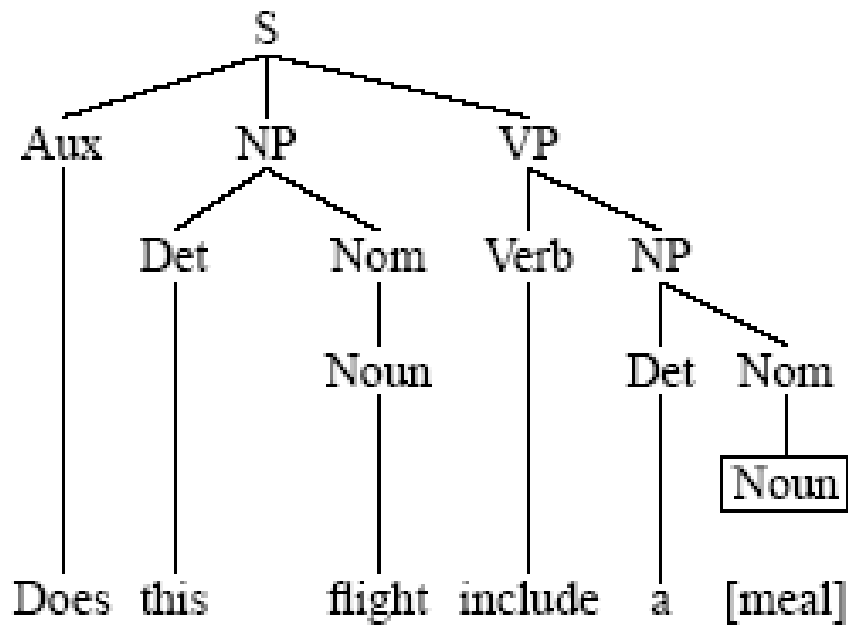 S
Aux NP VP
Det Nom Verb NP
Noun Det Nom
Noun
Does this flight include a [meal]